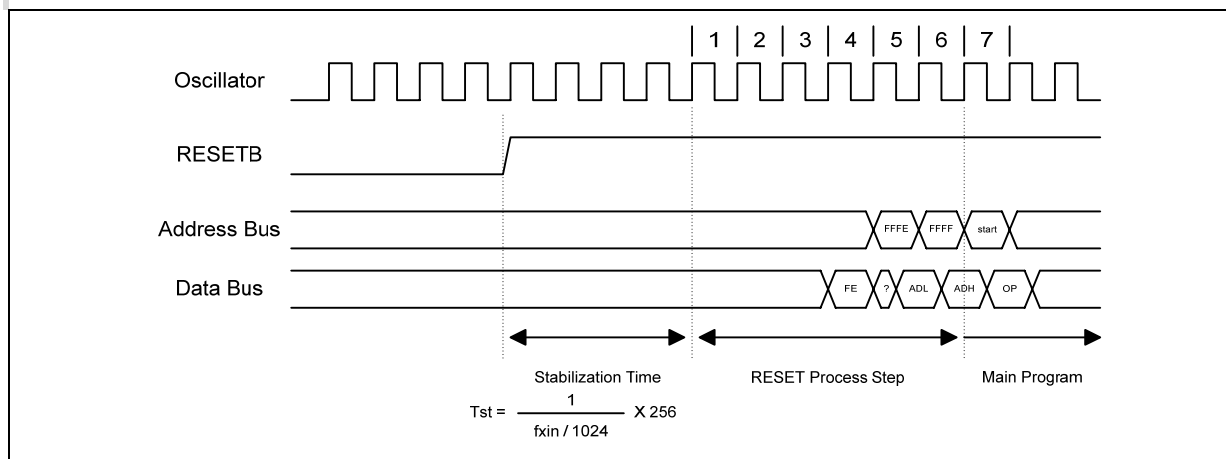 1 2 3 4 5 6 7
Oscillator
RESETB
Address Bus
FFFE FFFF start
Data Bus
FE ? ADL ADH OP
Stabilization Time
RESET Process Step
Main Program
Tst = 1 X 256
fxin / 1024